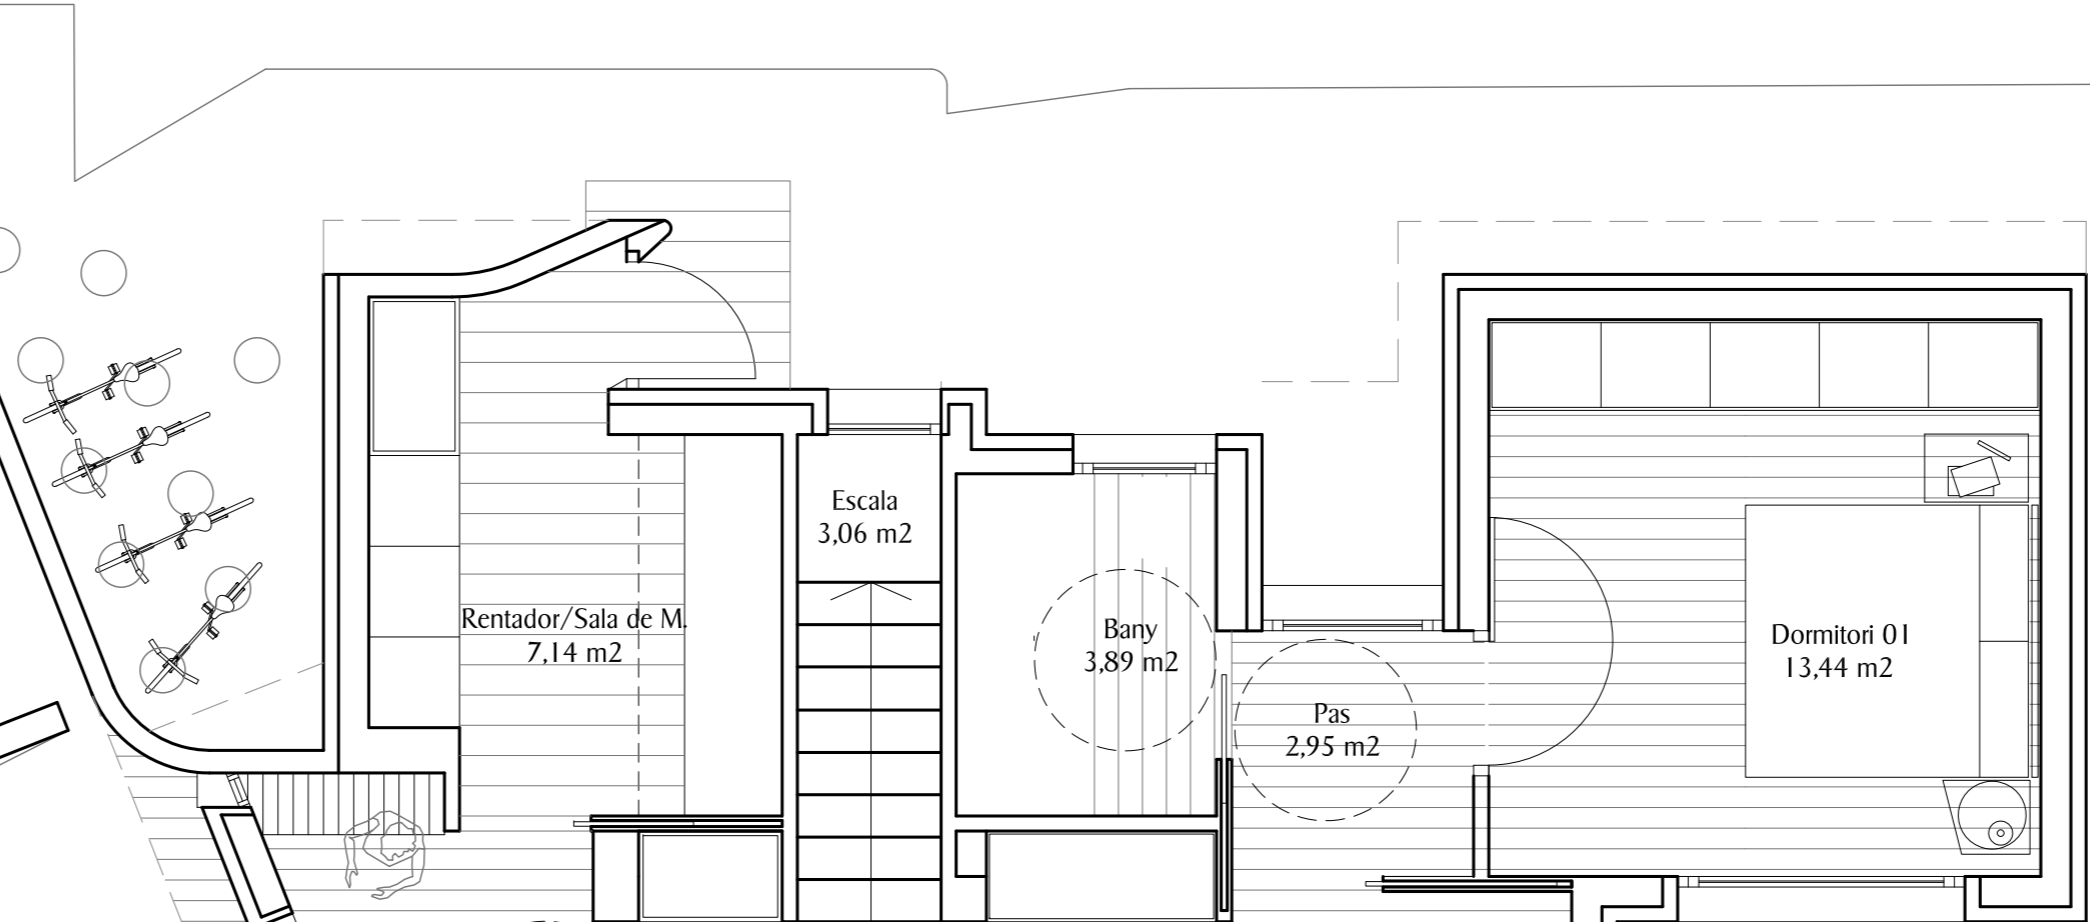 Escala
3,06 m2
Rentador/Sala de M.
7,14 m2
Bany
3,89 m2
Pas
2,95 m2
Dormitori 01
13,44 m2